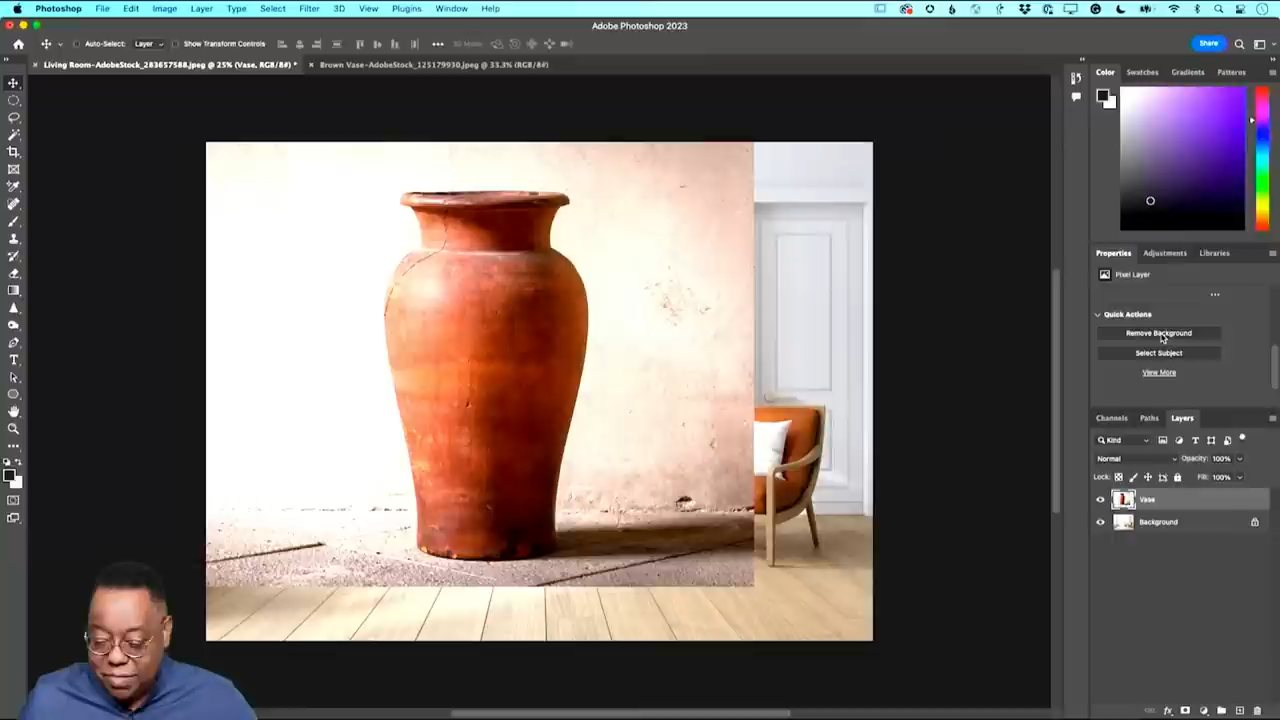 Photoshop File Edit Image Layer Type Select Filter 3D View Plugins Window Help
Adobe Photoshop 2023
Auto-Select: Layer Show Transform Controls 3D Mode: Share
Living Room-AdobeStock_283657588.jpeg @ 25% (Vase, RGB/8#) * Brown Vase-AdobeStock_125179930.jpeg @ 33.3% (RGB/8#)
Color Swatches Gradients Patterns
Properties Adjustments Libraries
Pixel Layer
Quick Actions
Remove Background
Select Subject
View More
Channels Paths Layers
Kind
Normal Opacity: 100%
Lock: Fill: 100%
Vase
Background